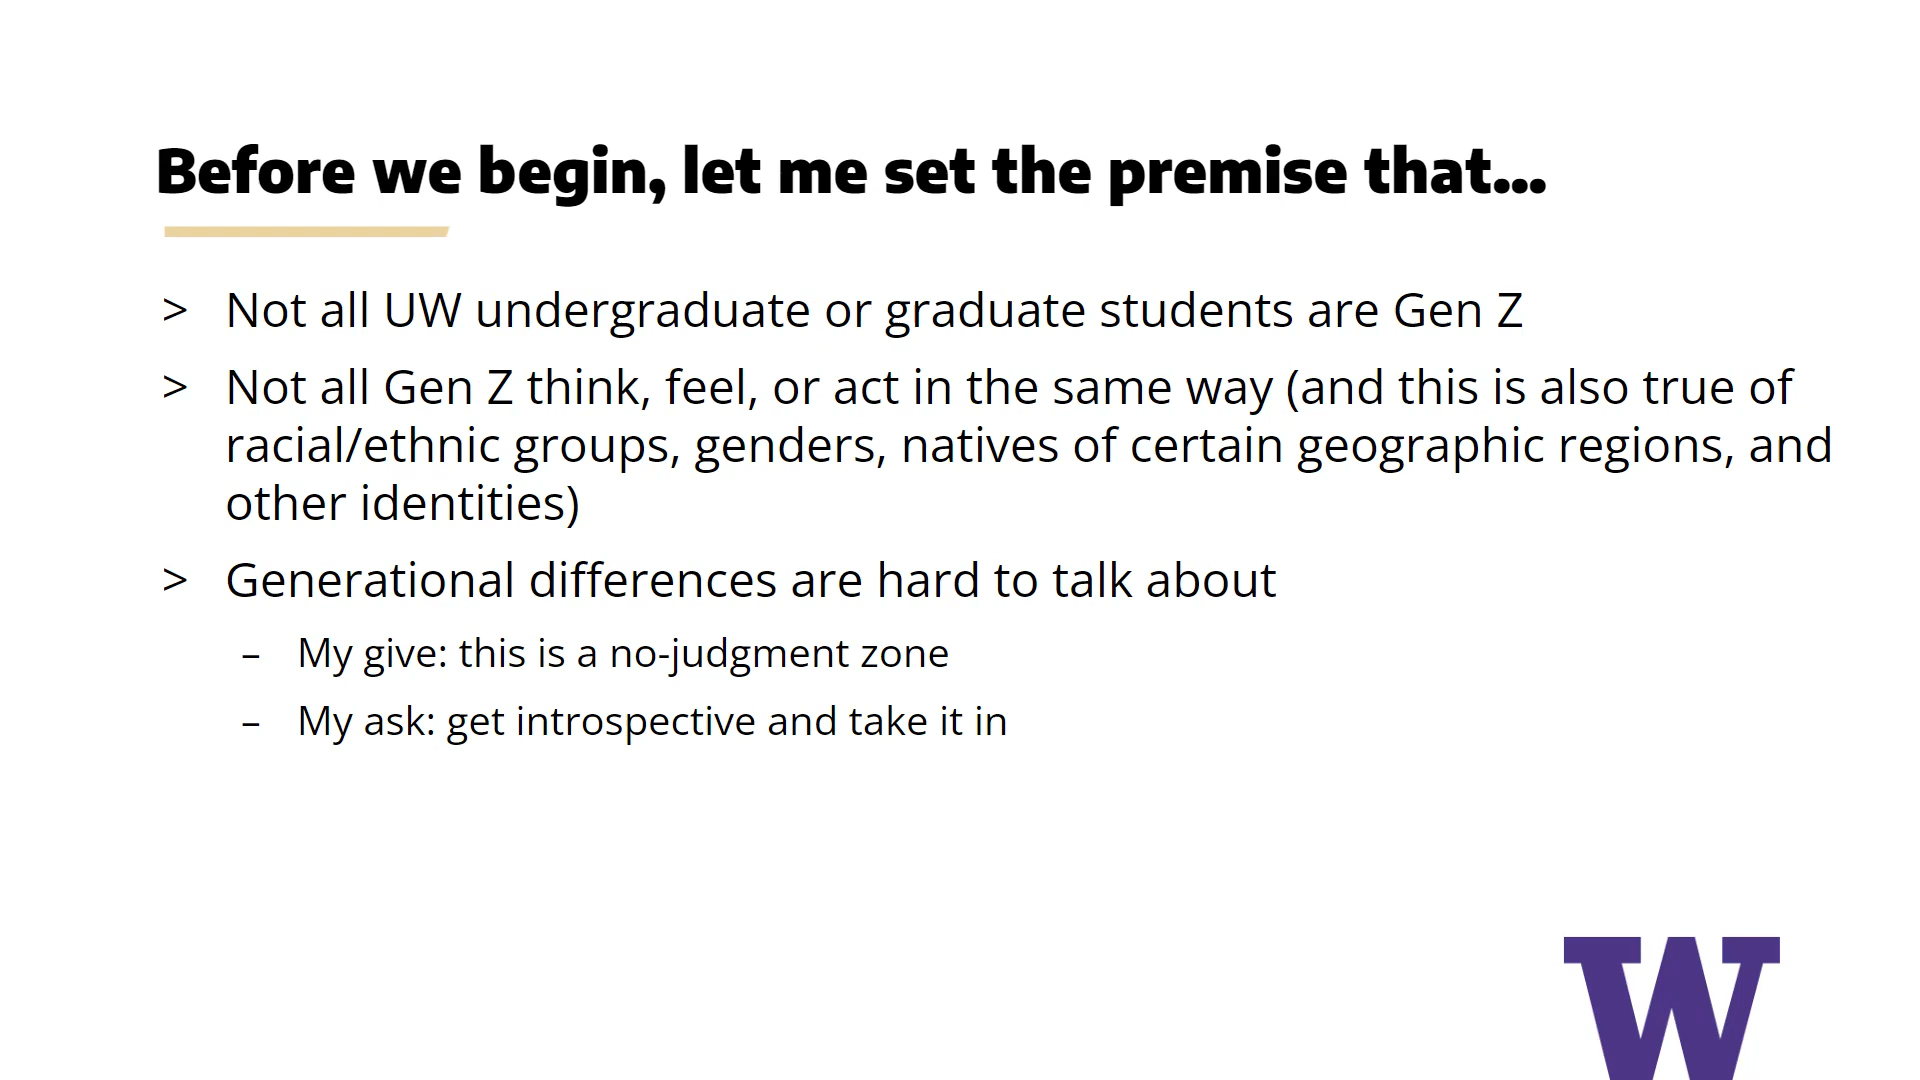 Before we begin, let me set the premise that...
> Not all UW undergraduate or graduate students are Gen Z
> Not all Gen Z think, feel, or act in the same way (and this is also true of
racial/ethnic groups, genders, natives of certain geographic regions, and
other identities)
> Generational differences are hard to talk about
– My give: this is a no-judgment zone
– My ask: get introspective and take it in
W